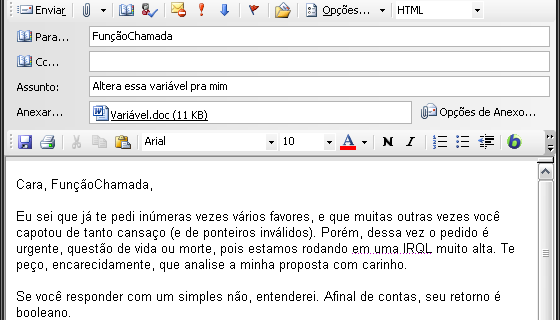 Enviar
Opções...
HTML
Para...
FunçãoChamada
Cc...
Assunto:
Altera essa variável pra mim
Anexar...
Variável.doc (11 KB)
Opções de Anexo...
Arial
10
A
N
I
Cara, FunçãoChamada,
Eu sei que já te pedi inúmeras vezes vários favores, e que muitas outras vezes você
capotou de tanto cansaço (e de ponteiros inválidos). Porém, dessa vez o pedido é
urgente, questão de vida ou morte, pois estamos rodando em uma IRQL muito alta. Te
peço, encarecidamente, que analise a minha proposta com carinho.
Se você responder com um simples não, entenderei. Afinal de contas, seu retorno é
booleano.